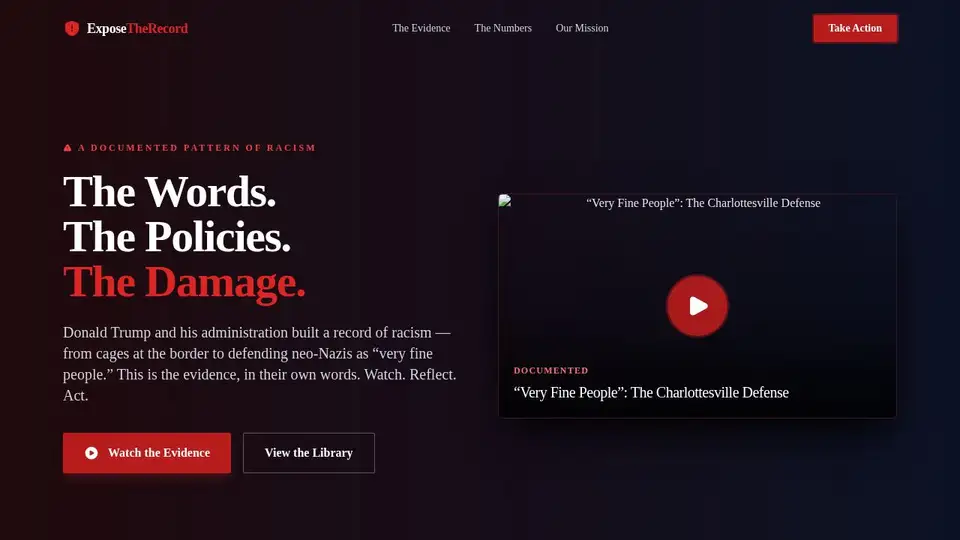 ExposeTheRecord
The Evidence
The Numbers
Our Mission
Take Action
A DOCUMENTED PATTERN OF RACISM
The Words.
The Policies.
The Damage.
Donald Trump and his administration built a record of racism —
from cages at the border to defending neo-Nazis as “very fine
people.” This is the evidence, in their own words. Watch. Reflect.
Act.
Watch the Evidence
View the Library
“Very Fine People”: The Charlottesville Defense
DOCUMENTED
“Very Fine People”: The Charlottesville Defense